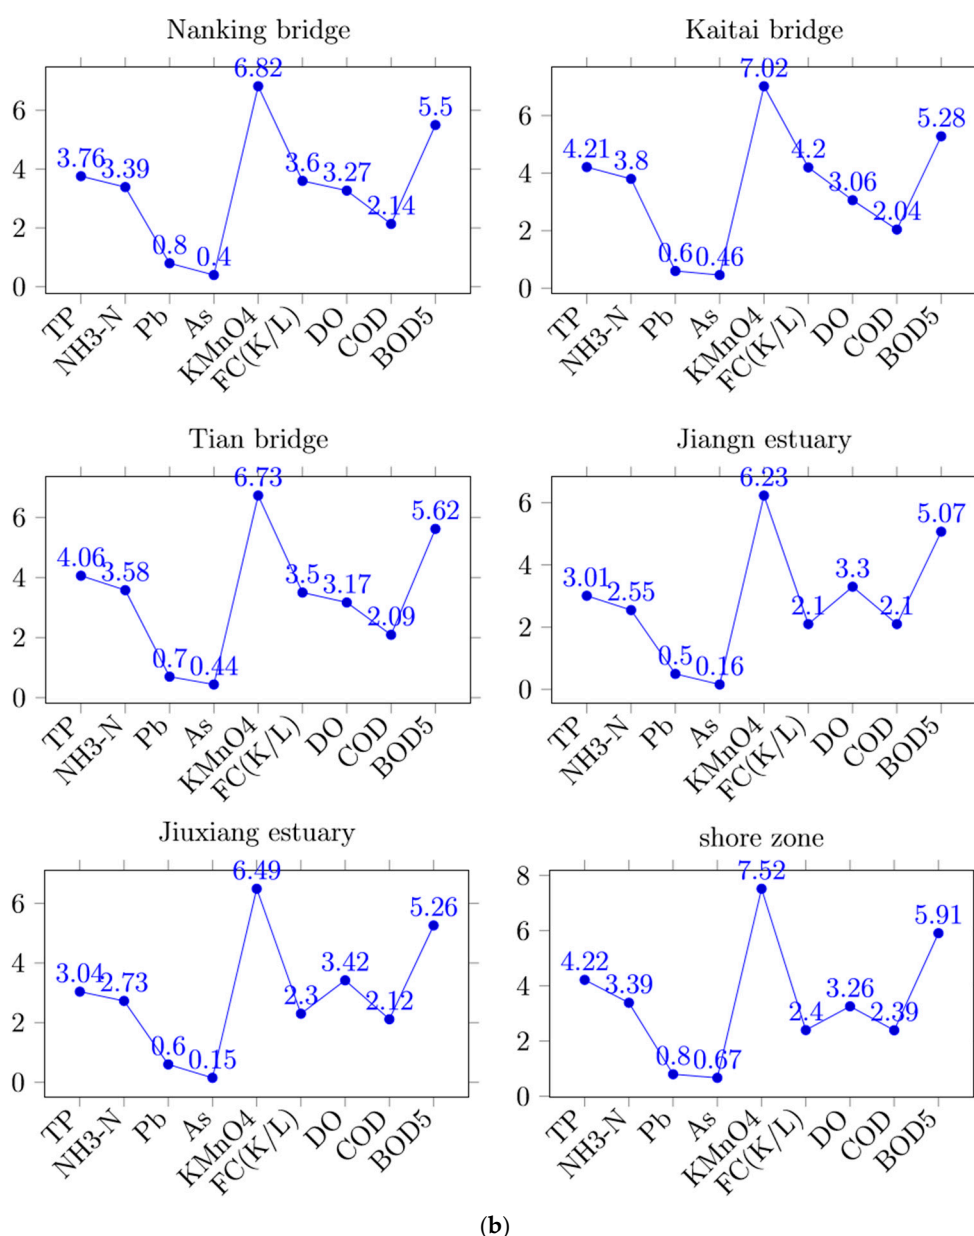 Nanking bridge
6.82
6
5.5
3.76
3.39
3.6
3.27
4
2.14
2
0.8
0.4
0
TP
NH3-N
Pb
As
KMnO4
FC(K/L)
DO
COD
BOD5
Kaitai bridge
7.02
6
5.28
4.21
3.8
4.2
4
3.06
2.04
2
0.6
0.46
0
TP
NH3-N
Pb
As
KMnO4
FC(K/L)
DO
COD
BOD5
Tian bridge
6.73
6
5.62
4.06
3.58
3.5
3.17
4
2.09
2
0.7
0.44
0
TP
NH3-N
Pb
As
KMnO4
FC(K/L)
DO
COD
BOD5
Jiangn estuary
6.23
6
5.07
4
3.01
2.55
2.1
3.3
2.1
2
0.5
0.16
0
TP
NH3-N
Pb
As
KMnO4
FC(K/L)
DO
COD
BOD5
Jiuxiang estuary
6.49
6
5.26
4
3.04
2.73
2.3
3.42
2.12
2
0.6
0.15
0
TP
NH3-N
Pb
As
KMnO4
FC(K/L)
DO
COD
BOD5
shore zone
8
7.52
6
5.91
4.22
3.39
4
2.4
3.26
2.39
2
0.8
0.67
0
TP
NH3-N
Pb
As
KMnO4
FC(K/L)
DO
COD
BOD5
(b)